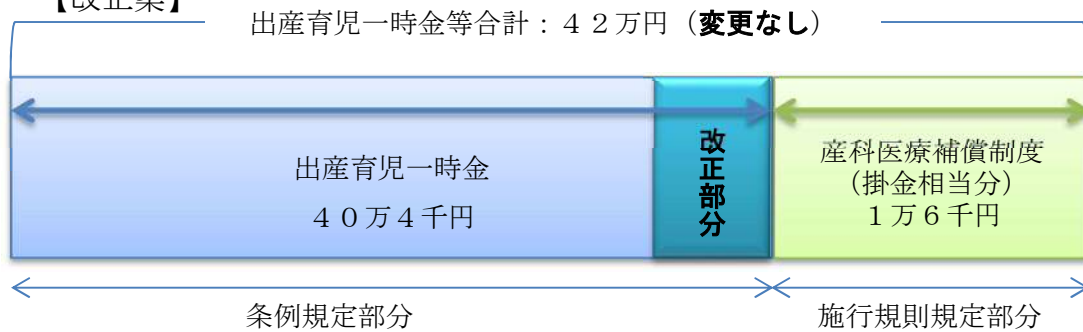 【改正案】
出産育児一時金等合計：４２万円（変更なし）
出産育児一時金
４０万４千円
改正部分
産科医療補償制度
（掛金相当分）
１万６千円
条例規定部分
施行規則規定部分